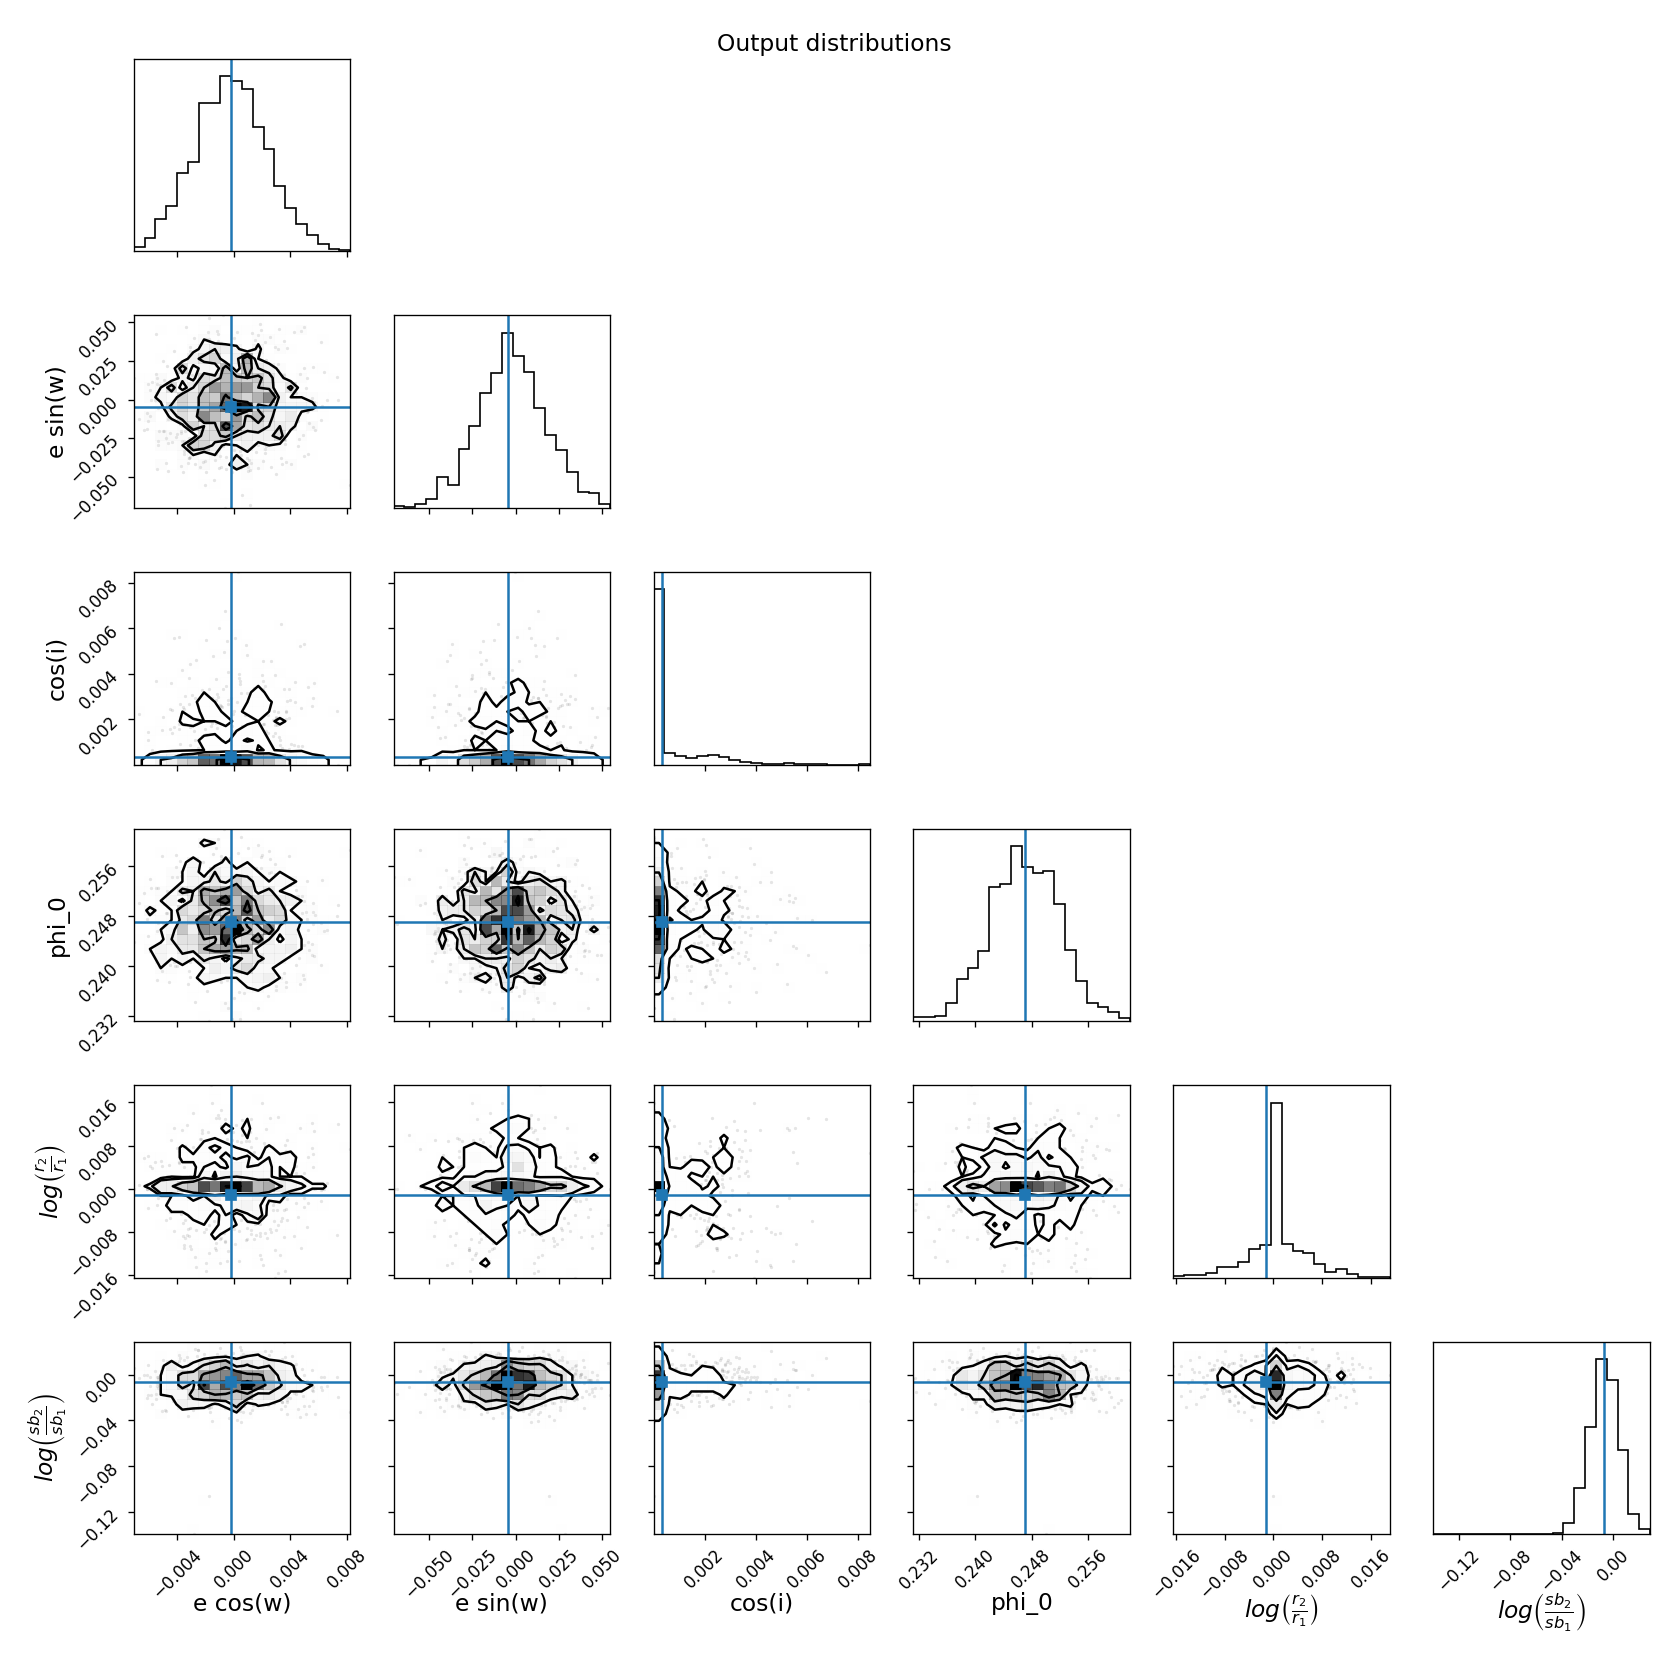 Output distributions
e sin(w)
0.050
0.025
0.000
−0.025
−0.050
cos(i)
0.008
0.006
0.004
0.002
phi_0
0.256
0.248
0.240
0.232
log(r2/r1)
0.016
0.008
0.000
−0.008
−0.016
log(sb2/sb1)
0.00
−0.04
−0.08
−0.12
−0.004 0.000 0.004 0.008
e cos(w)
−0.050 −0.025 0.000 0.025 0.050
e sin(w)
0.002 0.004 0.006 0.008
cos(i)
0.232 0.240 0.248 0.256
phi_0
−0.016 −0.008 0.000 0.008 0.016
log(r2/r1)
−0.12 −0.08 −0.04 0.00
log(sb2/sb1)